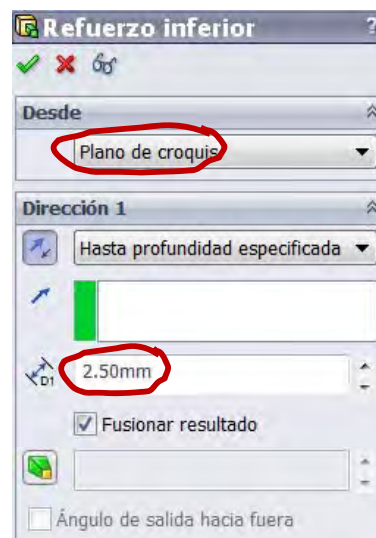 Refuerzo inferior ?
Desde
Plano de croquis
Dirección 1
Hasta profundidad especificada
D1
2.50mm
Fusionar resultado
Ángulo de salida hacia fuera